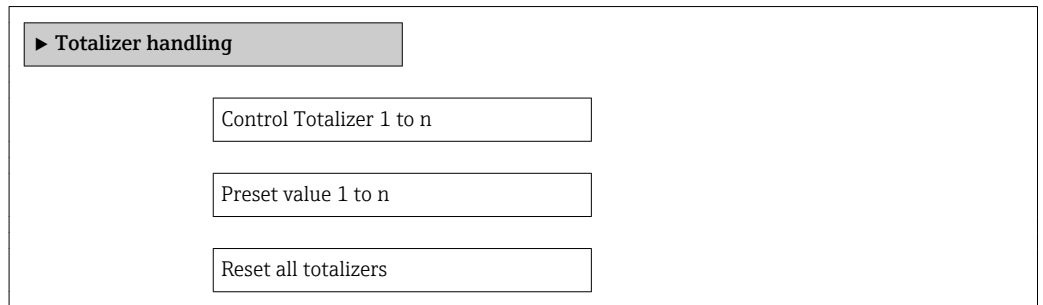 ▶ Totalizer handling
Control Totalizer 1 to n
Preset value 1 to n
Reset all totalizers